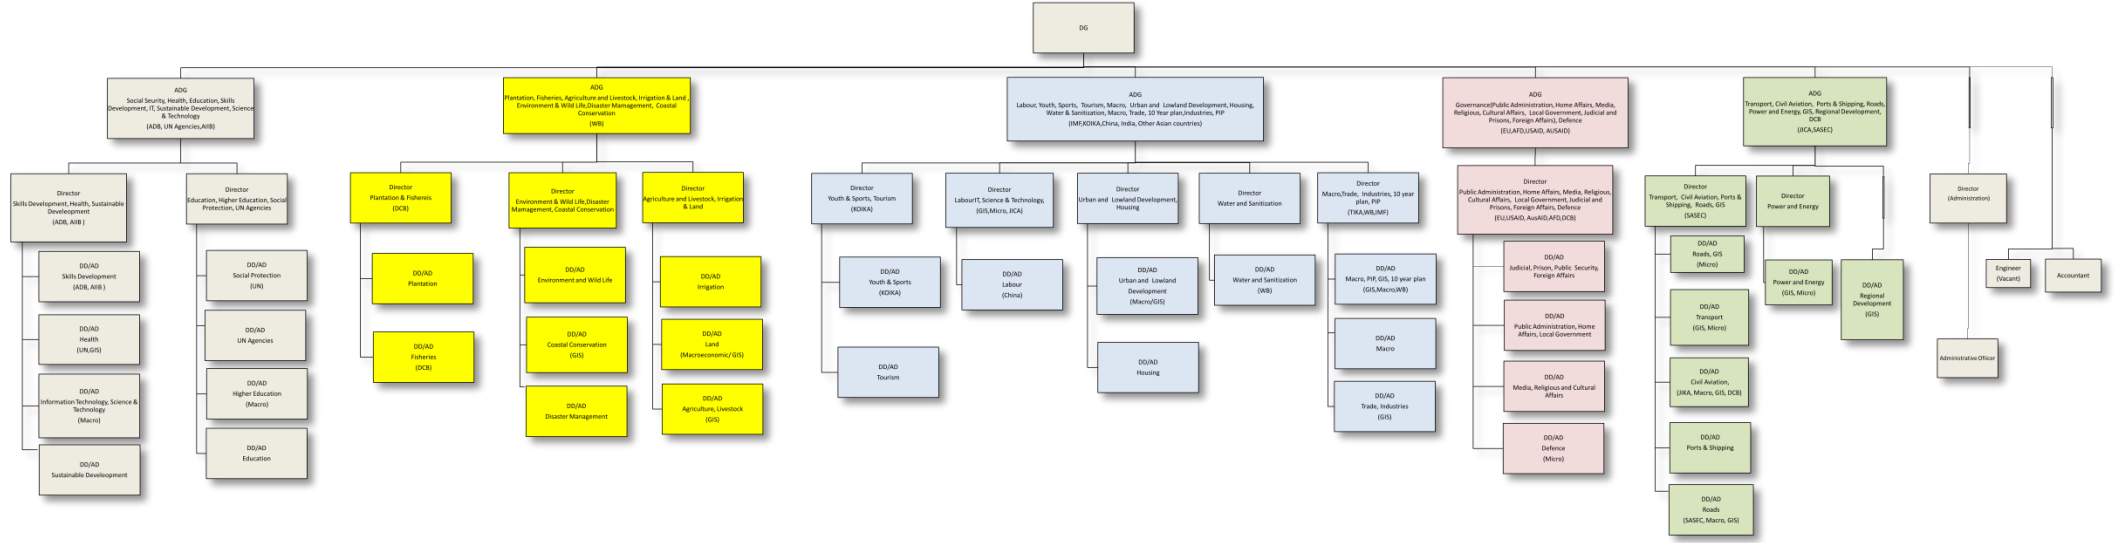 DG
ADG
Social Seurity, Health, Education, Skills
Development, IT, Sustainable Development, Science
& Technology
(ADB, UN Agencies,AIIB)
ADG
Plantation, Fisheries, Agriculture and Livestock, Irrigation & Land ,
Environment & Wild Life,Disaster Mamagement, Coastal
Conservation
(WB)
ADG
Labour, Youth, Sports, Tourism, Macro, Urban and Lowland Development, Housing,
Water & Sanitization, Macro, Trade, 10 Year plan,Industries, PIP
(IMF,KOIKA,China, India, Other Asian countries)
ADG
Governance(Public Administration, Home Affairs, Media,
Religious, Cultural Affairs, Local Government, Judicial and
Prisons, Foreign Affairs), Defence
(EU,AFD,USAID, AUSAID)
ADG
Transport, Civil Aviation, Ports & Shipping, Roads,
Power and Energy, GIS, Regional Development,
DCB
(JICA,SASEC)
Director
Skills Development, Health, Sustainable
Develeopment
(ADB, AIIB )
Director
Education, Higher Education, Social
Protection, UN Agencies
Director
Plantation & Fishereis
(DCB)
Director
Environment & Wild Life,Disaster
Mamagement, Coastal Conservation
Director
Agriculture and Livestock, Irrigation
& Land
Director
Youth & Sports, Tourism
(KOIKA)
Director
LabourIT, Science & Technology,
(GIS,Micro, JICA)
Director
Urban and Lowland Development,
Housing
Director
Water and Sanitization
Director
Macro,Trade, Industries, 10 year
plan, PIP
(TIKA,WB,IMF)
Director
Public Administration, Home Affairs, Media, Religious,
Cultural Affairs, Local Government, Judicial and
Prisons, Foreign Affairs, Defence
(EU,USAID, AusAID,AFD,DCB)
Director
Transport, Civil Aviation, Ports &
Shipping, Roads, GIS
(SASEC)
Director
Power and Energy
Director
(Administration)
DD/AD
Skills Development
(ADB, AIIB )
DD/AD
Health
(UN,GIS)
DD/AD
Information Technology, Science &
Technology
(Macro)
DD/AD
Sustainable Develeopment
DD/AD
Social Protection
(UN)
DD/AD
UN Agencies
DD/AD
Higher Education
(Macro)
DD/AD
Education
DD/AD
Plantation
DD/AD
Fisheries
(DCB)
DD/AD
Environment and Wild Life
DD/AD
Coastal Conservation
(GIS)
DD/AD
Disaster Management
DD/AD
Irrigation
DD/AD
Land
(Macroeconomic/ GIS)
DD/AD
Agriculture, Livestock
(GIS)
DD/AD
Youth & Sports
(KOIKA)
DD/AD
Tourism
DD/AD
Labour
(China)
DD/AD
Urban and Lowland
Development
(Macro/GIS)
DD/AD
Housing
DD/AD
Water and Sanitization
(WB)
DD/AD
Macro, PIP, GIS, 10 year plan
(GIS,Macro,WB)
DD/AD
Macro
DD/AD
Trade, Industries
(GIS)
DD/AD
Judicial, Prison, Public Security,
Foreign Affairs
DD/AD
Public Administration, Home
Affairs, Local Government
DD/AD
Media, Religious and Cultural
Affairs
DD/AD
Defence
(Micro)
DD/AD
Roads, GIS
(Micro)
DD/AD
Transport
(GIS, Micro)
DD/AD
Civil Aviation,
(JIKA, Macro, GIS, DCB)
DD/AD
Ports & Shipping
DD/AD
Roads
(SASEC, Macro, GIS)
DD/AD
Power and Energy
(GIS, Micro)
DD/AD
Regional
Development
(GIS)
Administrative Officer
Engineer
(Vacant)
Accountant